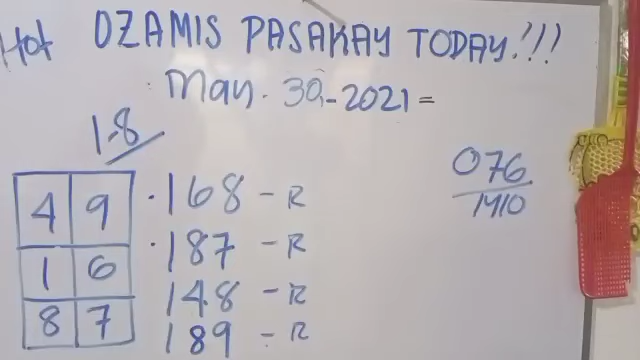 Hot OZAMIS PASAKAY TODAY!!!
May. 30,-2021=
1-8
4 9 .168-R
1 6 .187-R
8 7 148-R
189-R
076
1410